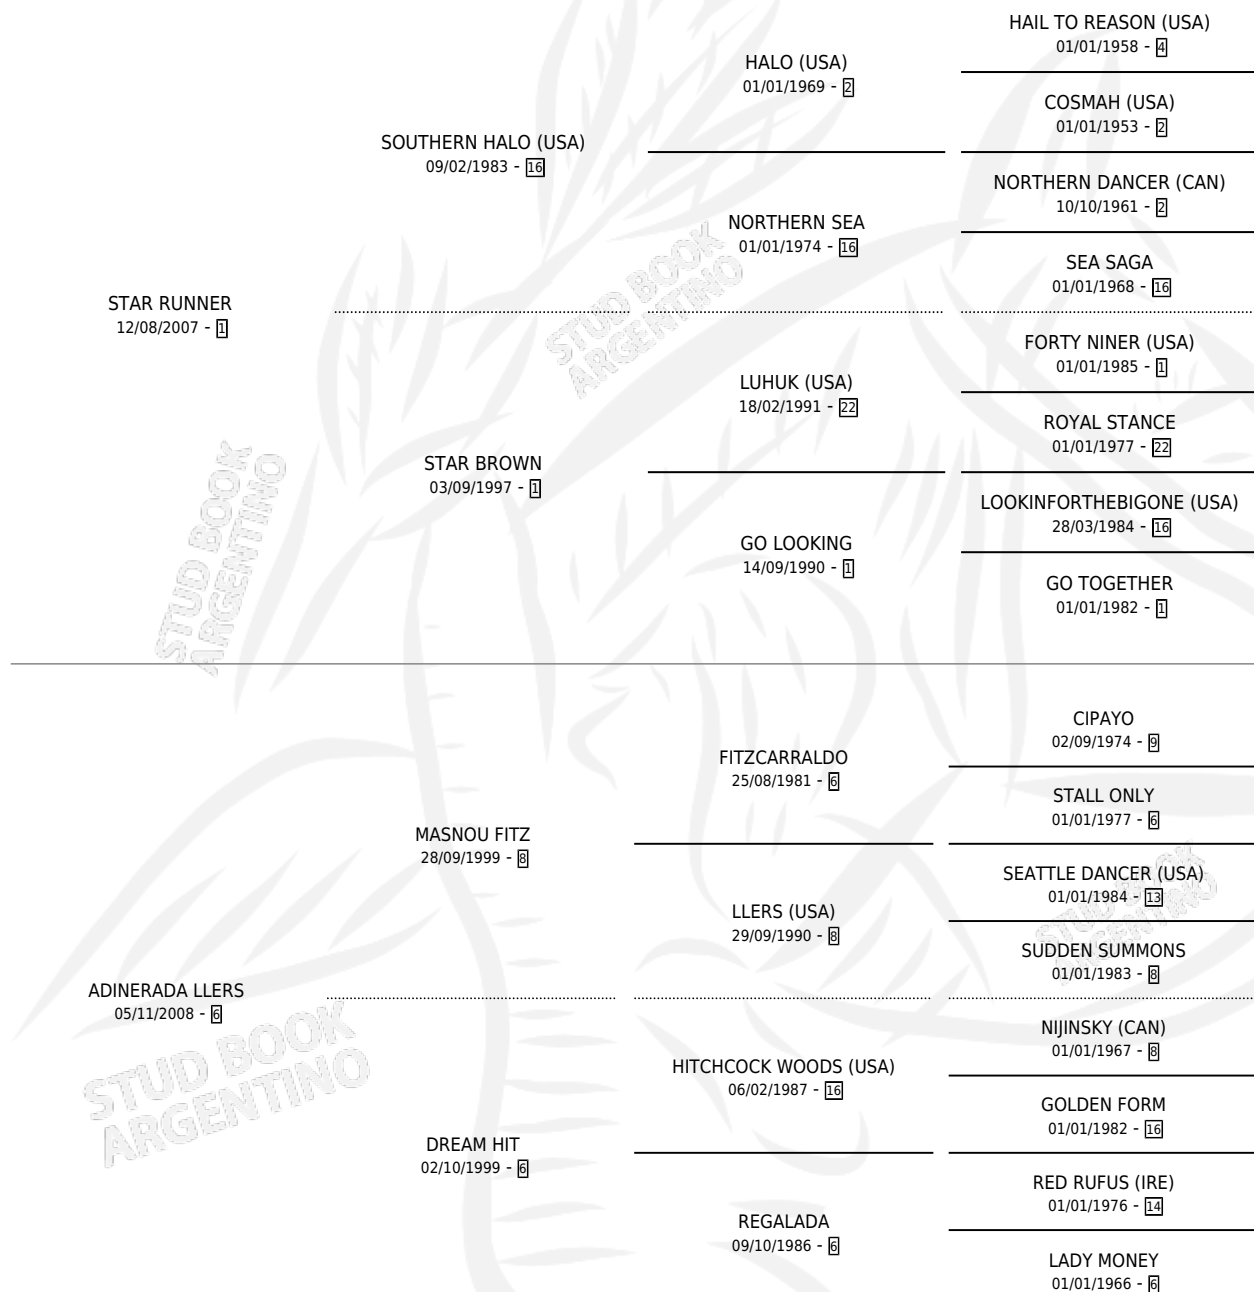 HAIL TO REASON (USA)
01/01/1958 - 4
HALO (USA)
01/01/1969 - 2
COSMAH (USA)
01/01/1953 - 2
SOUTHERN HALO (USA)
09/02/1983 - 16
NORTHERN DANCER (CAN)
10/10/1961 - 2
NORTHERN SEA
01/01/1974 - 16
SEA SAGA
01/01/1968 - 16
STAR RUNNER
12/08/2007 - 1
FORTY NINER (USA)
01/01/1985 - 1
LUHUK (USA)
18/02/1991 - 22
ROYAL STANCE
01/01/1977 - 22
STAR BROWN
03/09/1997 - 1
LOOKINFORTHEBIGONE (USA)
28/03/1984 - 16
GO LOOKING
14/09/1990 - 1
GO TOGETHER
01/01/1982 - 1
CIPAYO
02/09/1974 - 9
FITZCARRALDO
25/08/1981 - 6
STALL ONLY
01/01/1977 - 6
MASNOU FITZ
28/09/1999 - 8
SEATTLE DANCER (USA)
01/01/1984 - 13
LLERS (USA)
29/09/1990 - 8
SUDDEN SUMMONS
01/01/1983 - 8
ADINERADA LLERS
05/11/2008 - 6
NIJINSKY (CAN)
01/01/1967 - 8
HITCHCOCK WOODS (USA)
06/02/1987 - 16
GOLDEN FORM
01/01/1982 - 16
DREAM HIT
02/10/1999 - 6
RED RUFUS (IRE)
01/01/1976 - 14
REGALADA
09/10/1986 - 6
LADY MONEY
01/01/1966 - 6
STUD BOOK
ARGENTINO
STUD BOOK
ARGENTINO
STUD BOOK
ARGENTINO
STUD BOOK
ARGENTINO